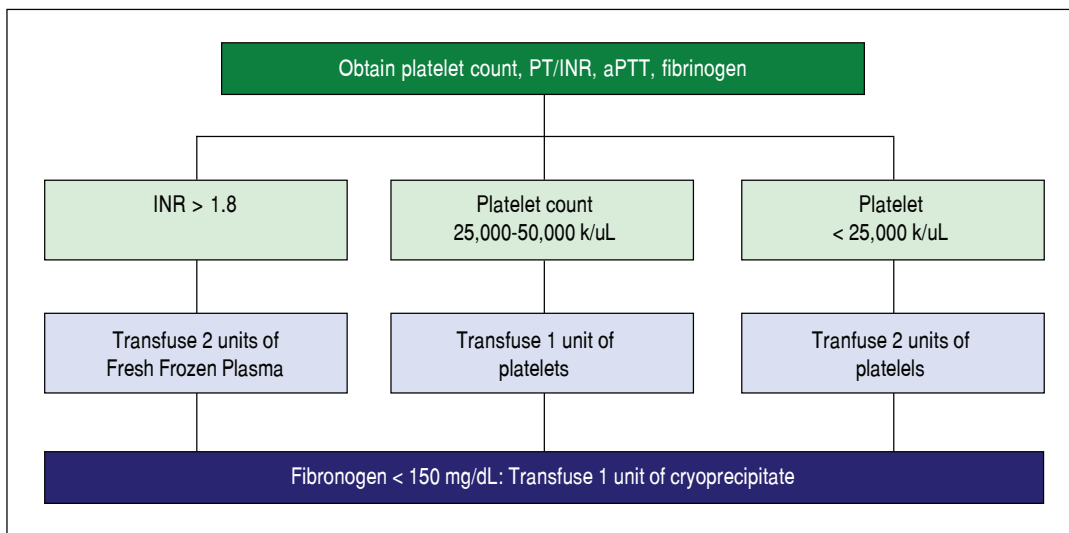 Obtain platelet count, PT/INR, aPTT, fibrinogen
INR > 1.8
Platelet count
25,000-50,000 k/uL
Platelet
< 25,000 k/uL
Transfuse 2 units of
Fresh Frozen Plasma
Transfuse 1 unit of
platelets
Tranfuse 2 units of
platelels
Fibronogen < 150 mg/dL: Transfuse 1 unit of cryoprecipitate